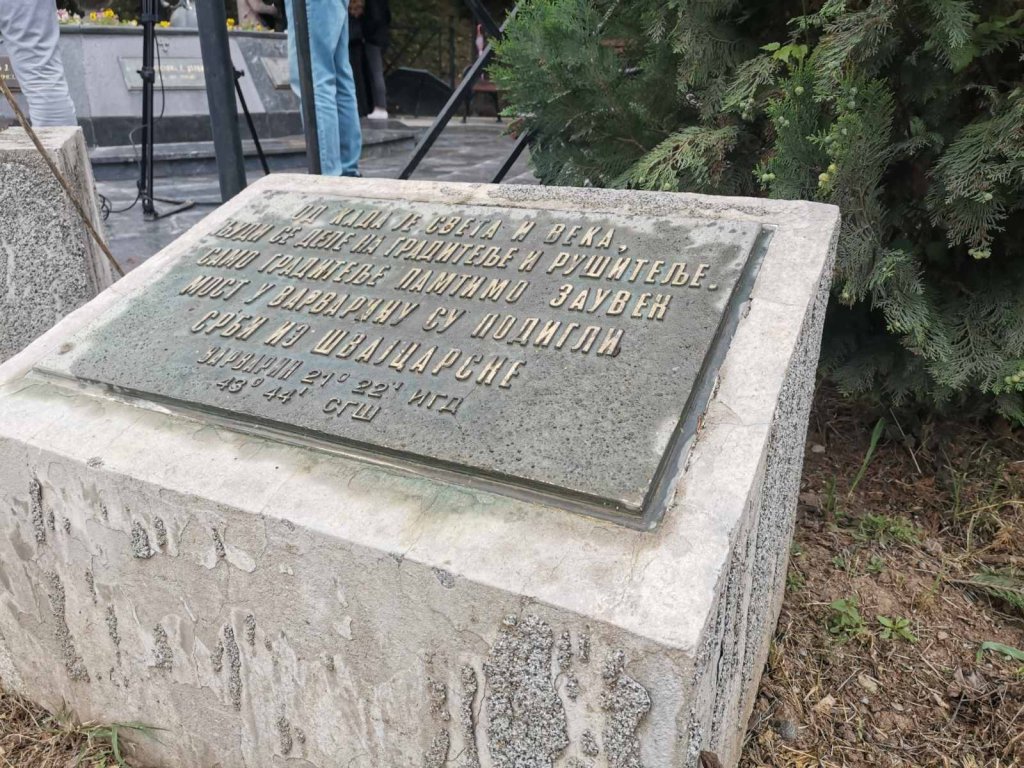 ОД КАДА ЈЕ СВЕТА И ВЕКА,
ЉУДИ СЕ ДЕЛЕ НА ГРАДИТЕЉЕ И РУШИТЕЉЕ.
САМО ГРАДИТЕЉЕ ПАМТИМО ЗАУВЕК
МОСТ У ВАРВАРИНУ СУ ПОДИГЛИ
СРБИ ИЗ ШВАЈЦАРСКЕ
ВАРВАРИН 21° 22' ИГД
43° 44' СГШ